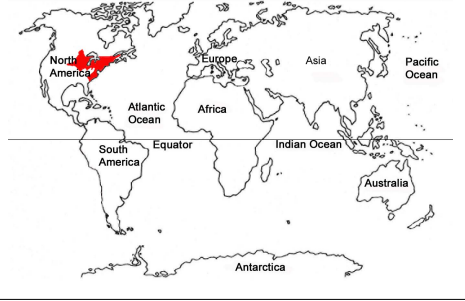 North
America
Europe
Asia
Pacific
Ocean
Atlantic
Ocean
Africa
South
America
Equator
Indian Ocean
Australia
Antarctica